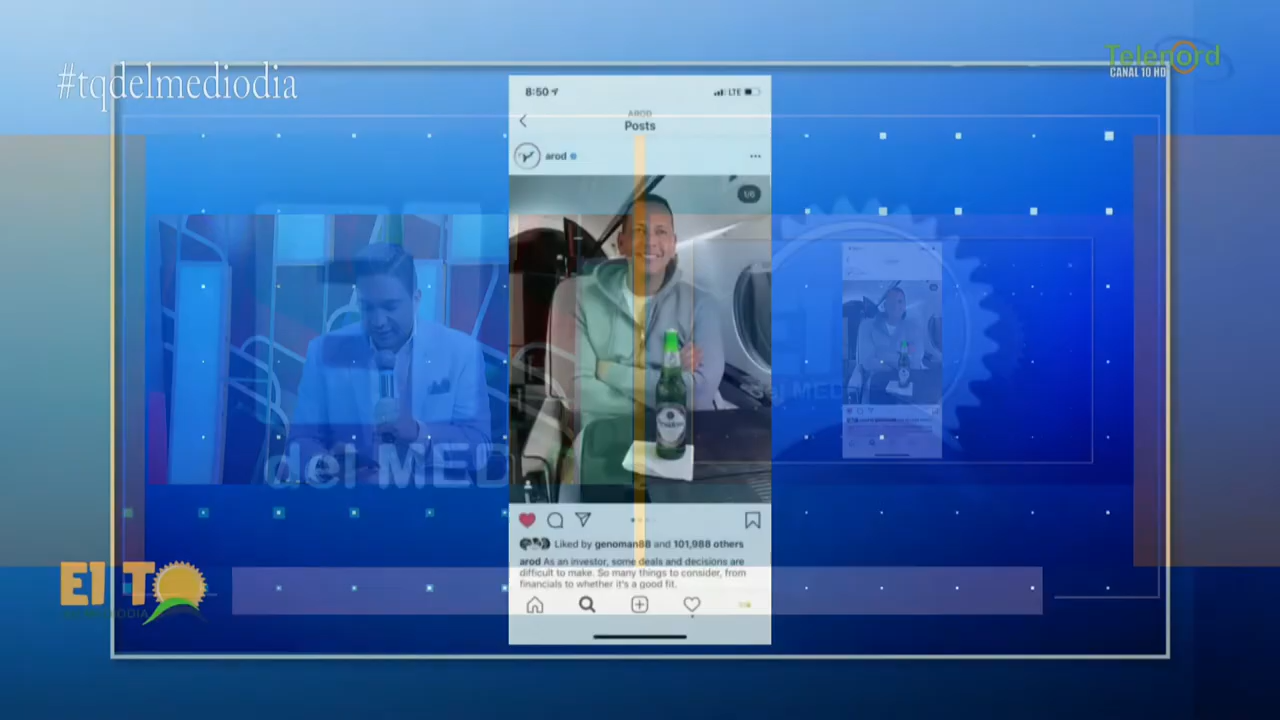 #tqdelmediodia
Telenord
CANAL 10 HD
8:50
LTE
AROD
Posts
arod
1/6
del MED
Liked by genoman88 and 101,988 others
arod As an investor, some deals and decisions are
difficult to make. So many things to consider, from
financials to whether it's a good fit.
El T